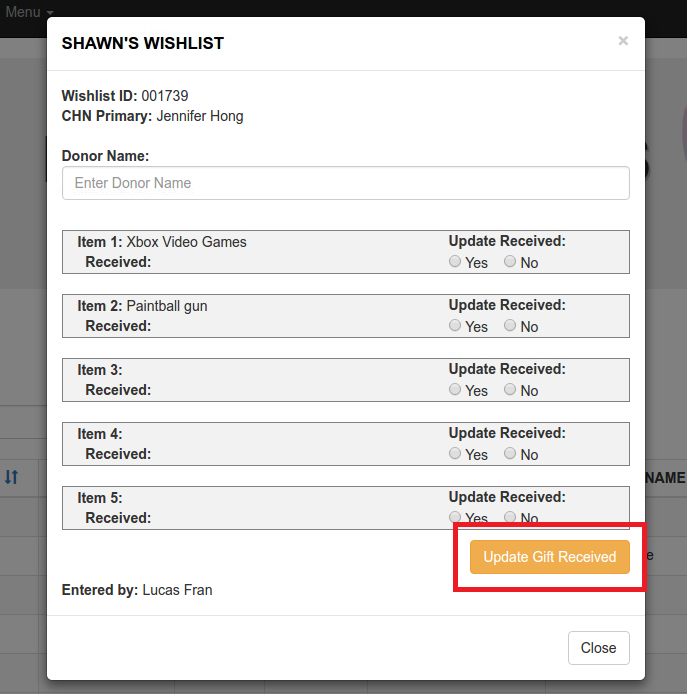 Menu
SHAWN'S WISHLIST ×
Wishlist ID: 001739
CHN Primary: Jennifer Hong
Donor Name:
Enter Donor Name
Item 1: Xbox Video Games Update Received:
Received: Yes No
Item 2: Paintball gun Update Received:
Received: Yes No
Item 3: Update Received:
Received: Yes No
Item 4: Update Received:
Received: Yes No
NAME
Item 5: Update Received:
Received: Yes No
Update Gift Received
Entered by: Lucas Fran
Close